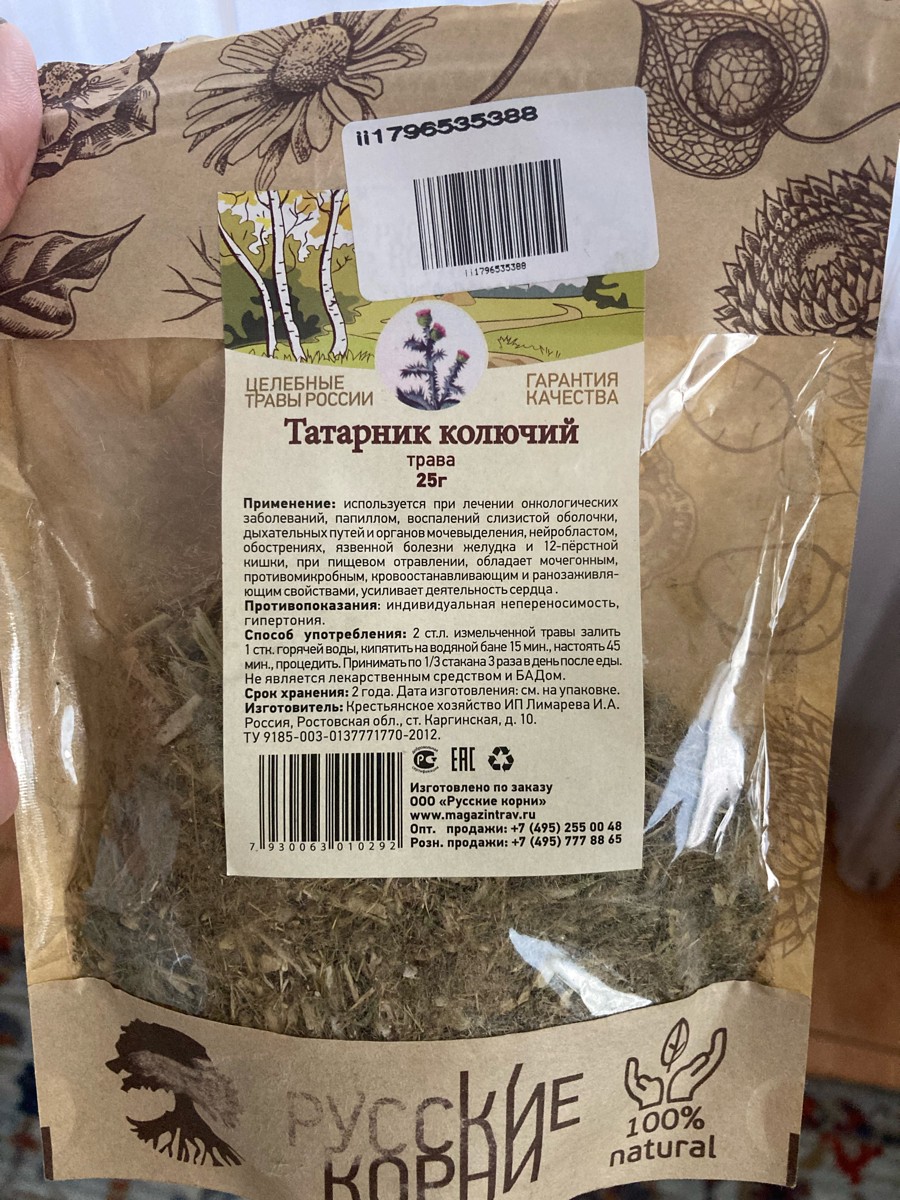 ii1796535388
ii1796535388
ЦЕЛЕБНЫЕ
ТРАВЫ РОССИИ
ГАРАНТИЯ
КАЧЕСТВА
Татарник колючий
трава
25г
Применение: используется при лечении онкологических
заболеваний, папиллом, воспалений слизистой оболочки,
дыхательных путей и органов мочевыделения, нейробластом,
обострениях, язвенной болезни желудка и 12-пёрстной
кишки, при пищевом отравлении, обладает мочегонным,
противомикробным, кровоостанавливающим и ранозаживля-
ющим свойствами, усиливает деятельность сердца .
Противопоказания: индивидуальная непереносимость,
гипертония.
Способ употребления: 2 ст.л. измельченной травы залить
1 стк. горячей воды, кипятить на водяной бане 15 мин., настоять 45
мин., процедить. Принимать по 1/3 стакана 3 раза в день после еды.
Не является лекарственным средством и БАДом.
Срок хранения: 2 года. Дата изготовления: см. на упаковке.
Изготовитель: Крестьянское хозяйство ИП Лимарева И.А.
Россия, Ростовская обл., ст. Каргинская, д. 10.
ТУ 9185-003-0137771770-2012.
EAC
Изготовлено по заказу
ООО «Русские корни»
www.magazintrav.ru
Опт. продажи: +7 (495) 255 00 48
Розн. продажи: +7 (495) 777 88 65
7 930063 010292
РУССКИЕ
КОРНИ
100%
natural